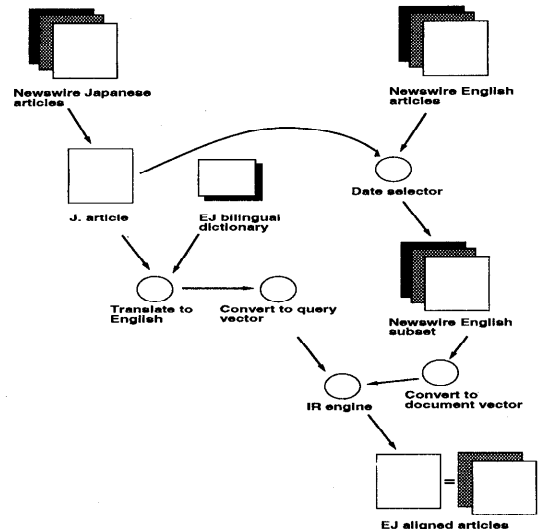 Newswire Japanese
articles
Newswire English
articles
J. article
EJ bilingual
dictionary
Date selector
Translate to
English
Convert to query
vector
Newswire English
subset
IR engine
Convert to
document vector
=
EJ aligned articles